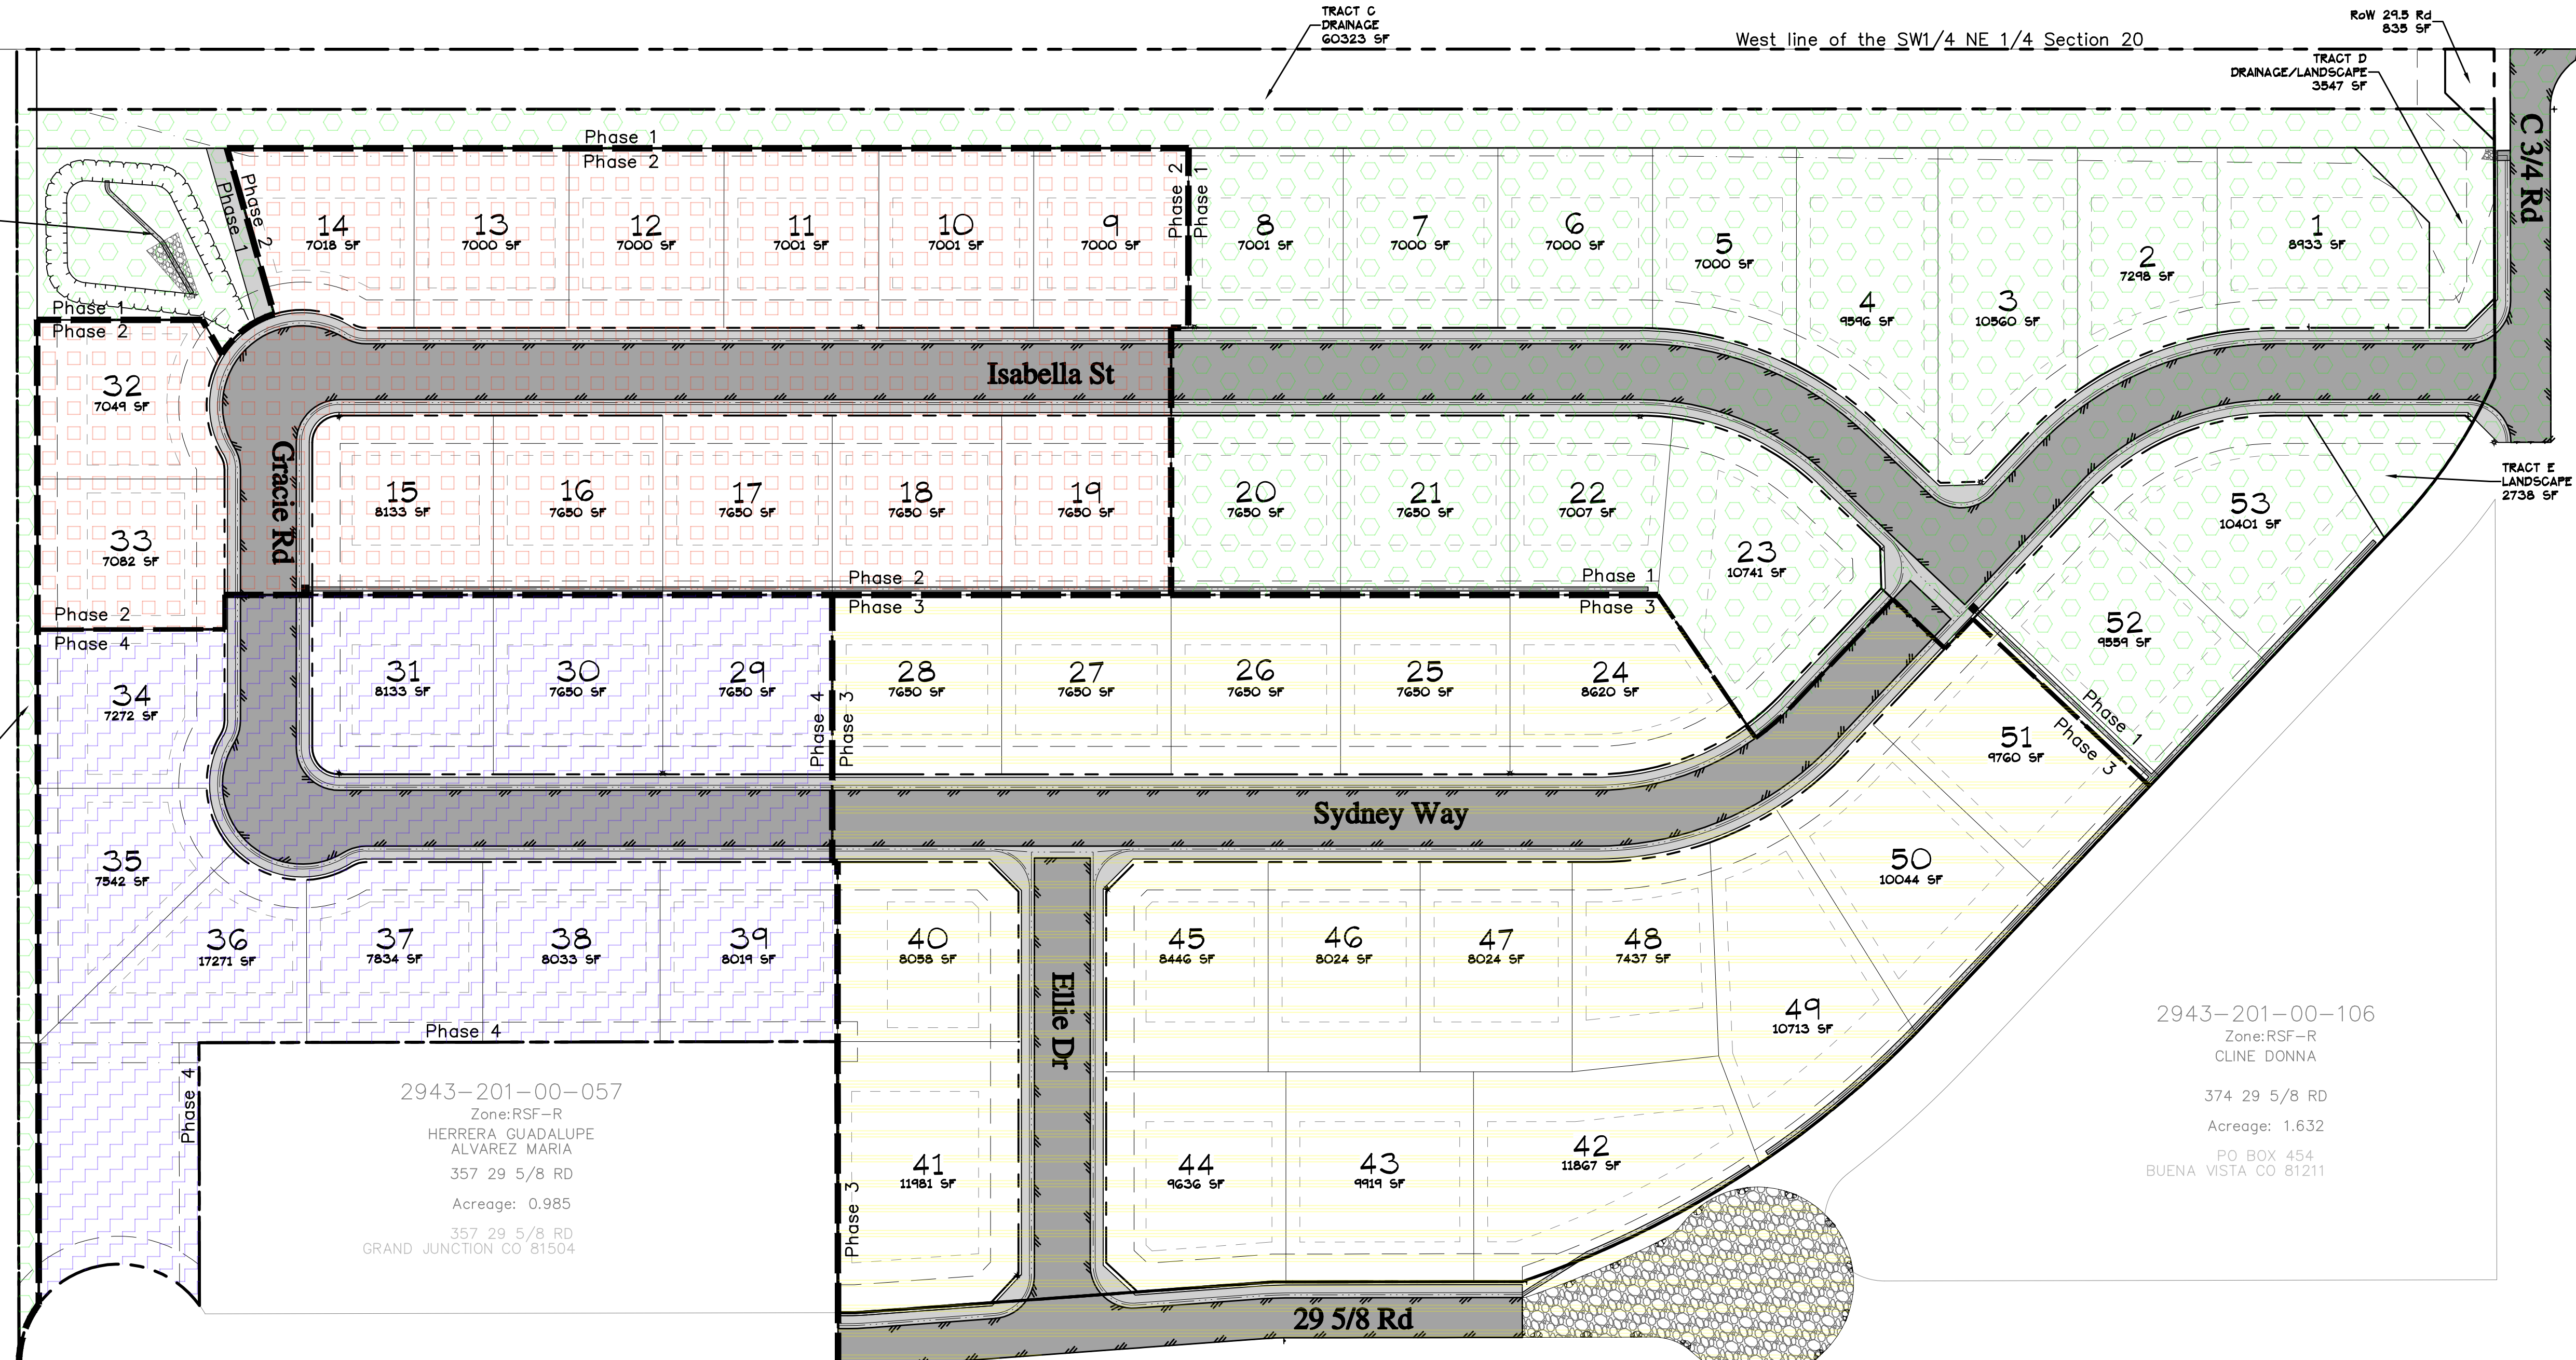 TRACT C
DRAINAGE
60323 SF
RoW 29.5 Rd
835 SF
West line of the SW1/4 NE 1/4 Section 20
TRACT D
DRAINAGE/LANDSCAPE
3547 SF
C 3/4 Rd
Phase 1
Phase 2
Phase 2
Phase 1
Phase 1
Phase 2
14
7018 SF
13
7000 SF
12
7000 SF
11
7001 SF
10
7001 SF
9
7000 SF
8
7001 SF
7
7000 SF
6
7000 SF
5
7000 SF
4
9596 SF
3
10560 SF
2
7298 SF
1
8933 SF
Phase 1
Phase 2
Isabella St
32
7049 SF
Gracie Rd
33
7082 SF
15
8133 SF
16
7650 SF
17
7650 SF
18
7650 SF
19
7650 SF
20
7650 SF
21
7650 SF
22
7007 SF
23
10741 SF
53
10401 SF
TRACT E
LANDSCAPE
2738 SF
52
9559 SF
Phase 2
Phase 3
Phase 1
Phase 3
Phase 2
Phase 4
34
7272 SF
31
8133 SF
30
7650 SF
29
7650 SF
Phase 4
Phase 3
28
7650 SF
27
7650 SF
26
7650 SF
25
7650 SF
24
8620 SF
51
9760 SF
Phase 1
Phase 3
Sydney Way
35
7542 SF
50
10044 SF
36
17271 SF
37
7834 SF
38
8033 SF
39
8019 SF
40
8058 SF
Ellie Dr
45
8446 SF
46
8024 SF
47
8024 SF
48
7437 SF
49
10713 SF
Phase 4
Phase 4
2943-201-00-057
Zone:RSF-R
HERRERA GUADALUPE
ALVAREZ MARIA
357 29 5/8 RD
Acreage: 0.985
357 29 5/8 RD
GRAND JUNCTION CO 81504
Phase 3
41
11981 SF
44
9636 SF
43
9919 SF
42
11867 SF
2943-201-00-106
Zone:RSF-R
CLINE DONNA
374 29 5/8 RD
Acreage: 1.632
PO BOX 454
BUENA VISTA CO 81211
29 5/8 Rd